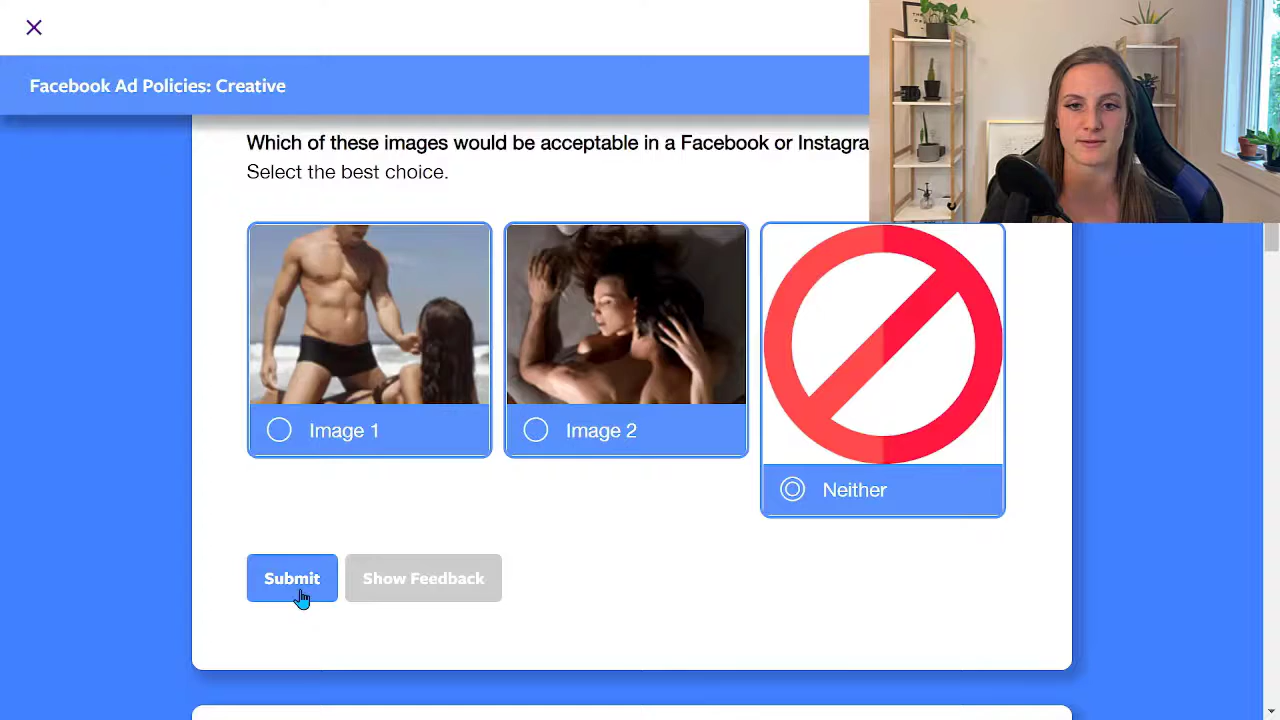 Facebook Ad Policies: Creative
Which of these images would be acceptable in a Facebook or Instagra
Select the best choice.
Image 1
Image 2
Neither
Submit
Show Feedback